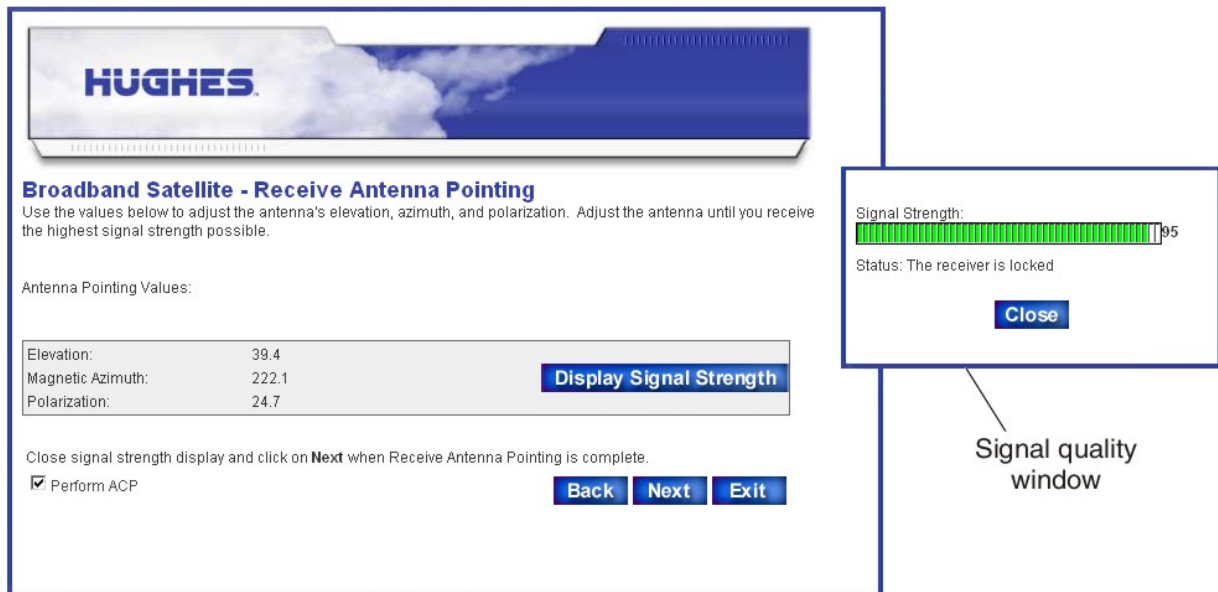 HUGHES
Broadband Satellite - Receive Antenna Pointing
Use the values below to adjust the antenna's elevation, azimuth, and polarization. Adjust the antenna until you receive
the highest signal strength possible.
Antenna Pointing Values:
Elevation: 39.4
Magnetic Azimuth: 222.1
Polarization: 24.7
Display Signal Strength
Close signal strength display and click on Next when Receive Antenna Pointing is complete.
Perform ACP
Back Next Exit
Signal Strength:
95
Status: The receiver is locked
Close
Signal quality
window